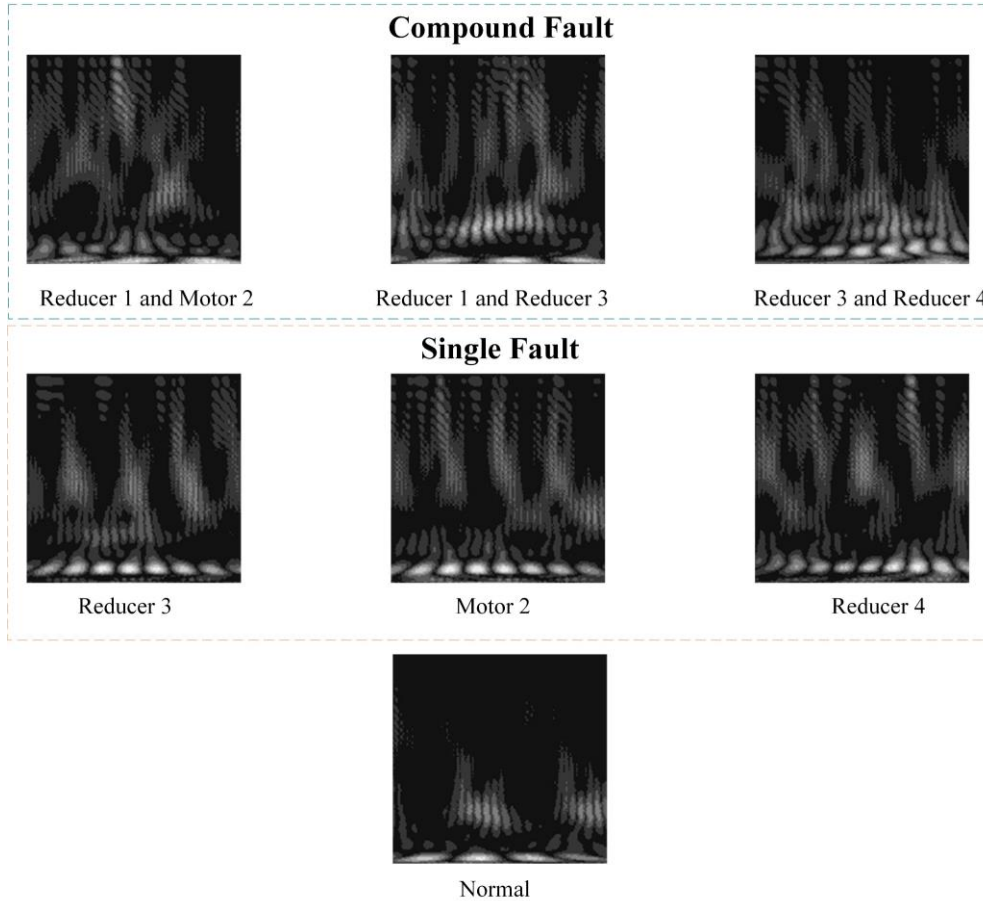 Compound Fault
Reducer 1 and Motor 2
Reducer 1 and Reducer 3
Reducer 3 and Reducer 4
Single Fault
Reducer 3
Motor 2
Reducer 4
Normal